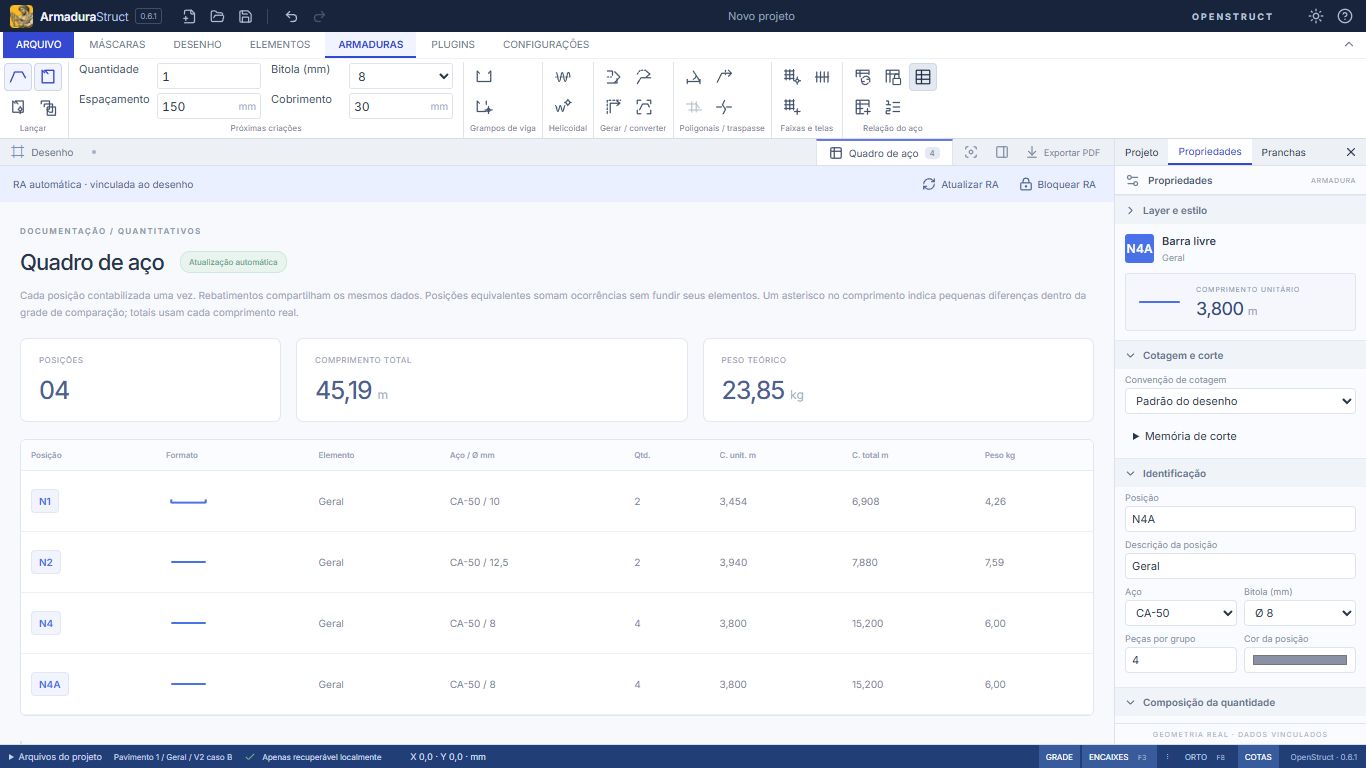 ArmaduraStruct 0.6.1 Novo projeto OPENSTRUCT
ARQUIVO MÁSCARAS DESENHO ELEMENTOS ARMADURAS PLUGINS CONFIGURAÇÕES
Quantidade 1 Bitola (mm) 8
Espaçamento 150 mm Cobrimento 30 mm
Lançar Próximas criações Grampos de viga Helicoidal Gerar / converter Poligonais / traspasse Faixas e telas Relação do aço
Desenho Quadro de aço 4 Exportar PDF
RA automática · vinculada ao desenho Atualizar RA Bloquear RA
DOCUMENTAÇÃO / QUANTITATIVOS
Quadro de aço Atualização automática
Cada posição contabilizada uma vez. Rebatimentos compartilham os mesmos dados. Posições equivalentes somam ocorrências sem fundir seus elementos. Um asterisco no comprimento indica pequenas diferenças dentro da
grade de comparação; totais usam cada comprimento real.
POSIÇÕES COMPRIMENTO TOTAL PESO TEÓRICO
04 45,19 m 23,85 kg
Posição Formato Elemento Aço / Ø mm Qtd. C. unit. m C. total m Peso kg
N1 Geral CA-50 / 10 2 3,454 6,908 4,26
N2 Geral CA-50 / 12,5 2 3,940 7,880 7,59
N4 Geral CA-50 / 8 4 3,800 15,200 6,00
N4A Geral CA-50 / 8 4 3,800 15,200 6,00
Projeto Propriedades Pranchas
Propriedades ARMADURA
Layer e estilo
N4A Barra livre
Geral
COMPRIMENTO UNITÁRIO
3,800 m
Cotagem e corte
Convenção de cotagem
Padrão do desenho
Memória de corte
Identificação
Posição
N4A
Descrição da posição
Geral
Aço Bitola (mm)
CA-50 Ø 8
Peças por grupo Cor da posição
4
Composição da quantidade
GEOMETRIA REAL · DADOS VINCULADOS
Arquivos do projeto Pavimento 1 / Geral / V2 caso B Apenas recuperável localmente X 0,0 · Y 0,0 · mm GRADE ENCAIXES F3 ORTO F8 COTAS OpenStruct · 0.6.1